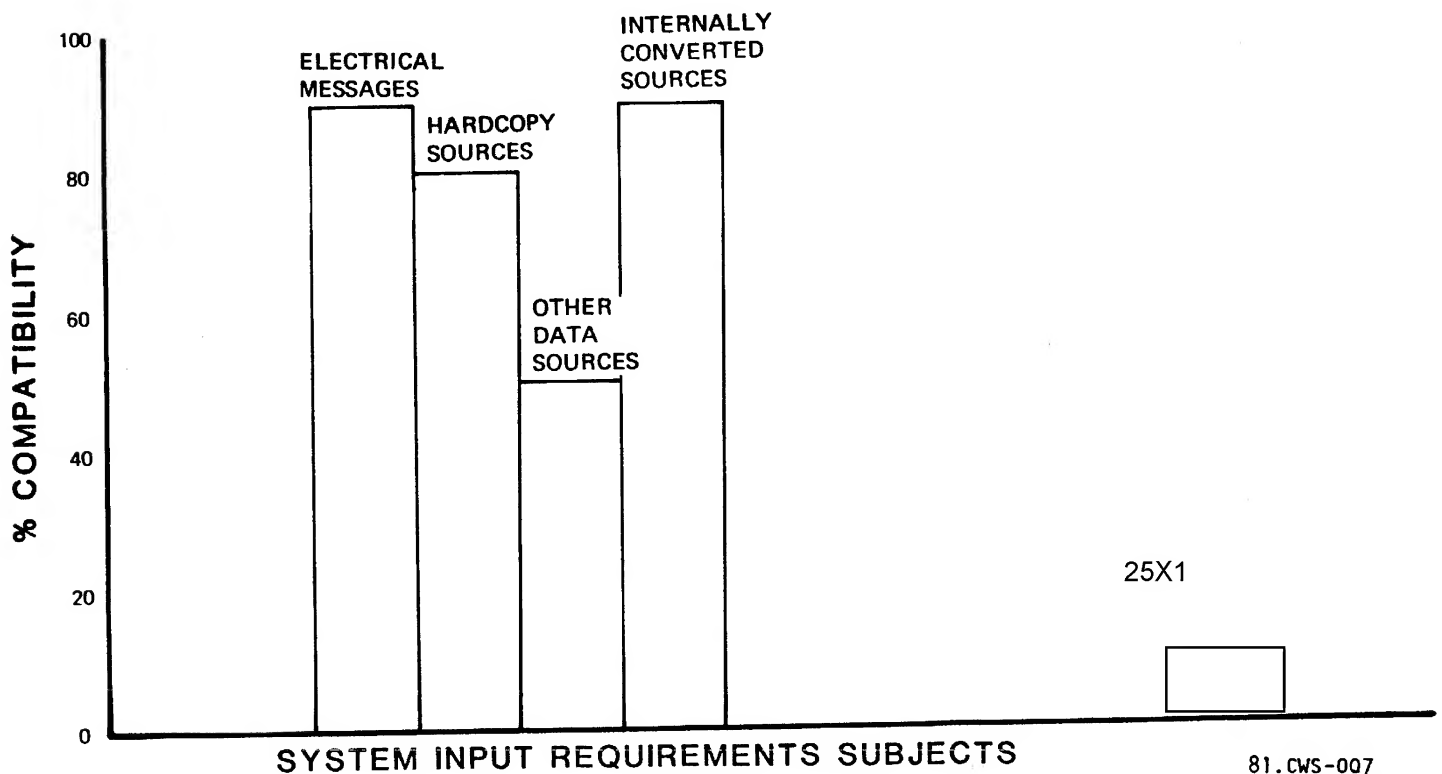 % COMPATIBILITY
100
80
60
40
20
0
ELECTRICAL
MESSAGES
HARDCOPY
SOURCES
OTHER
DATA
SOURCES
INTERNALLY
CONVERTED
SOURCES
25X1
SYSTEM INPUT REQUIREMENTS SUBJECTS
81.CWS-007